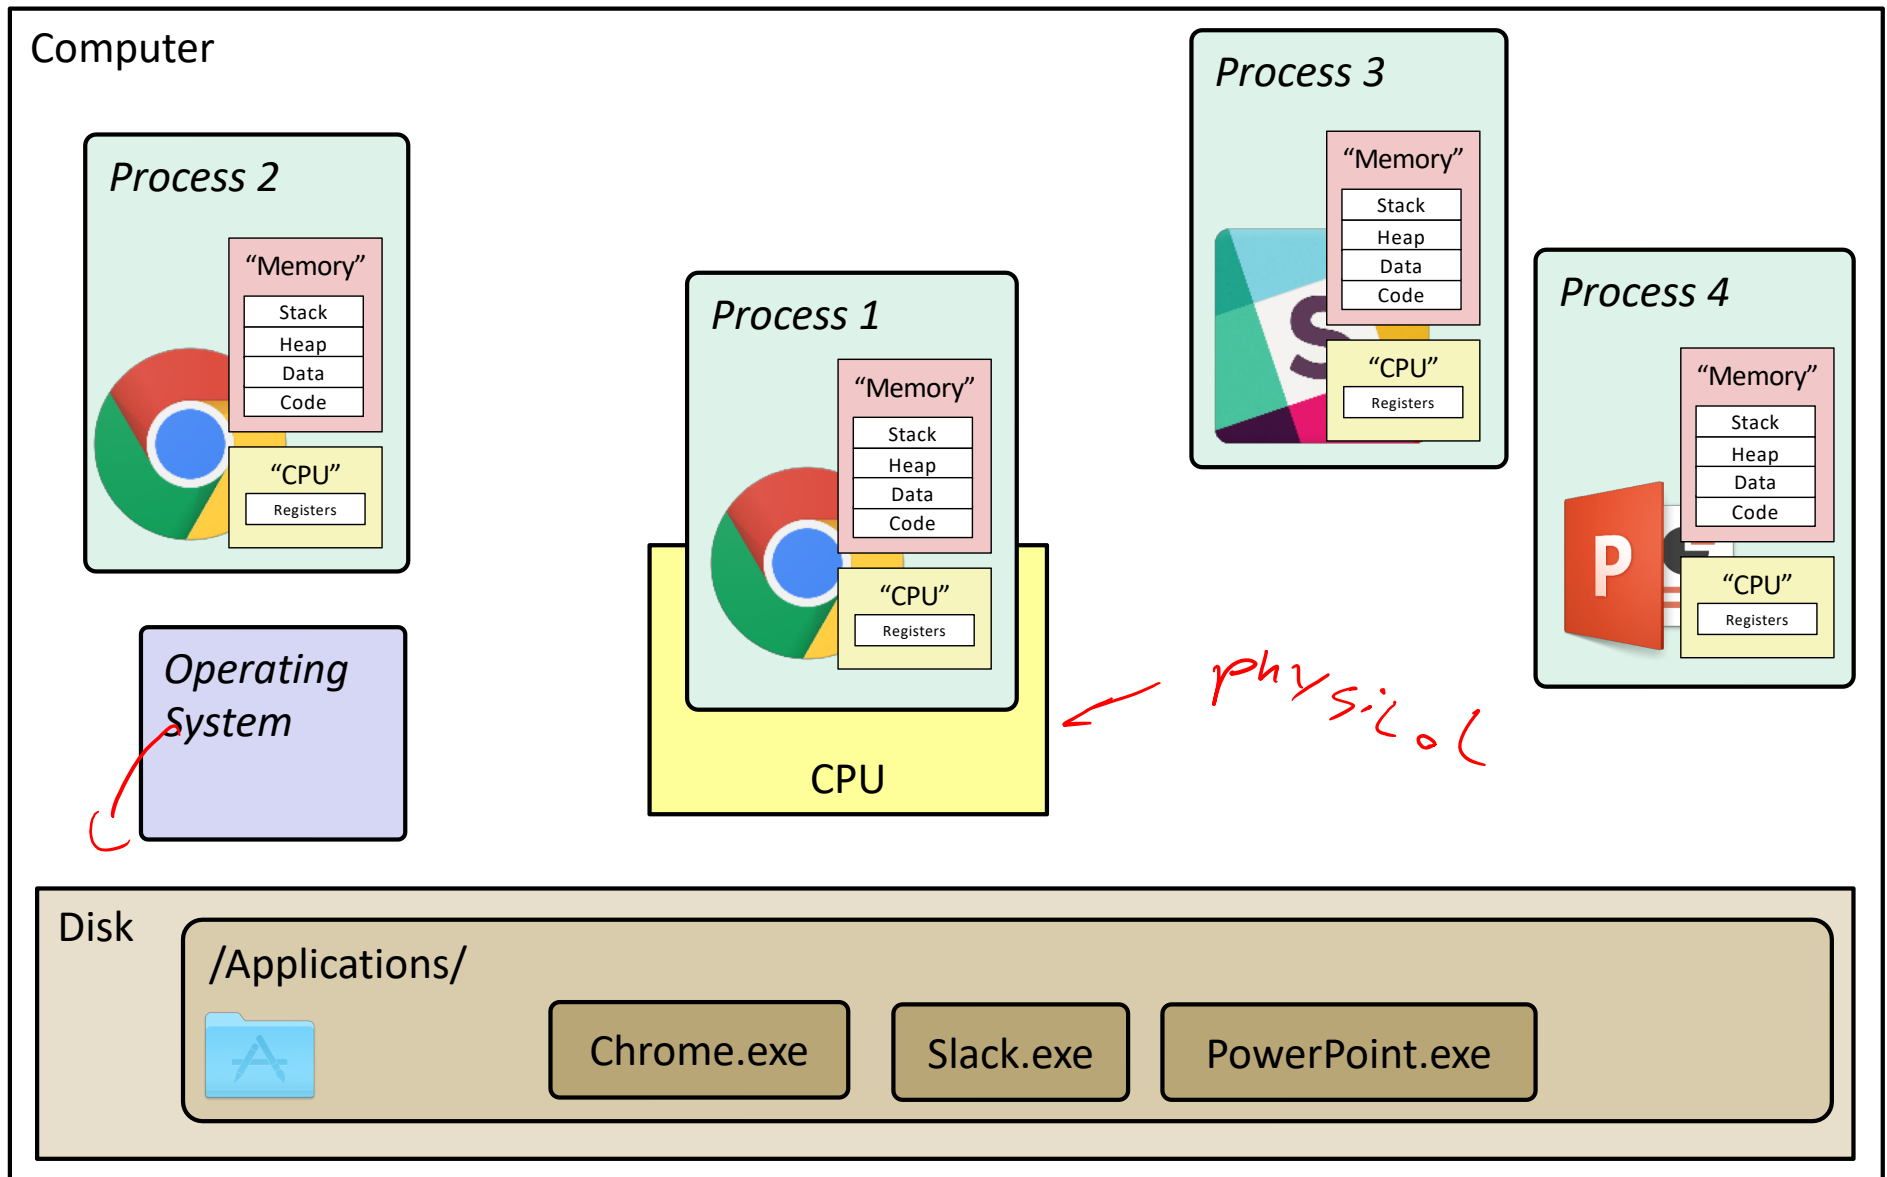 Computer
Process 3
“Memory”
Stack
Heap
Data
Code
“CPU”
Registers
S
Process 2
“Memory”
Stack
Heap
Data
Code
“CPU”
Registers
Process 1
“Memory”
Stack
Heap
Data
Code
“CPU”
Registers
CPU
Process 4
“Memory”
Stack
Heap
Data
Code
“CPU”
Registers
P
physical
Operating
System
Disk
/Applications/
Chrome.exe
Slack.exe
PowerPoint.exe